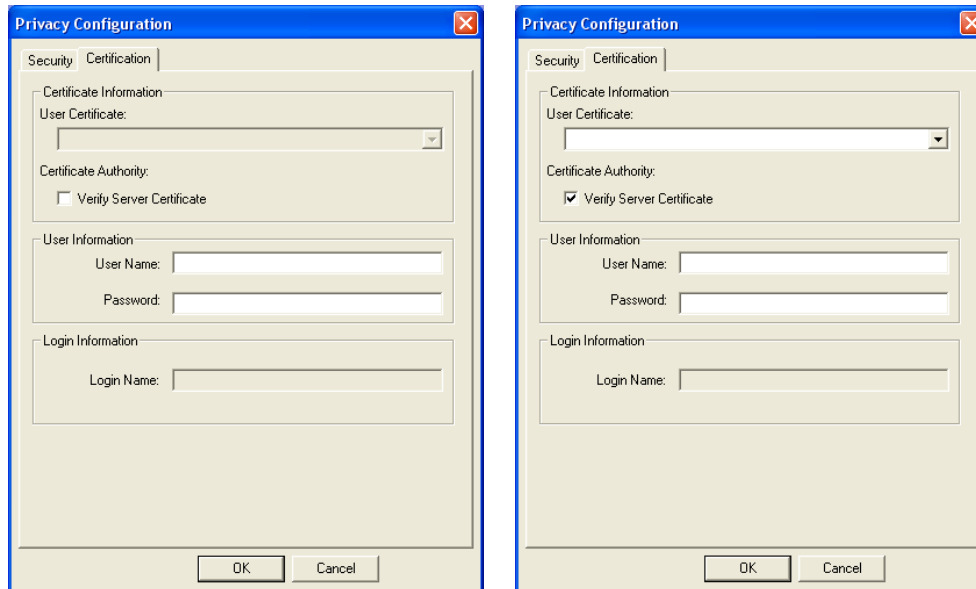 Privacy Configuration
Security Certification
Certificate Information
User Certificate:
Certificate Authority:
Verify Server Certificate
User Information
User Name:
Password:
Login Information
Login Name:
OK Cancel
Privacy Configuration
Security Certification
Certificate Information
User Certificate:
Certificate Authority:
Verify Server Certificate
User Information
User Name:
Password:
Login Information
Login Name:
OK Cancel